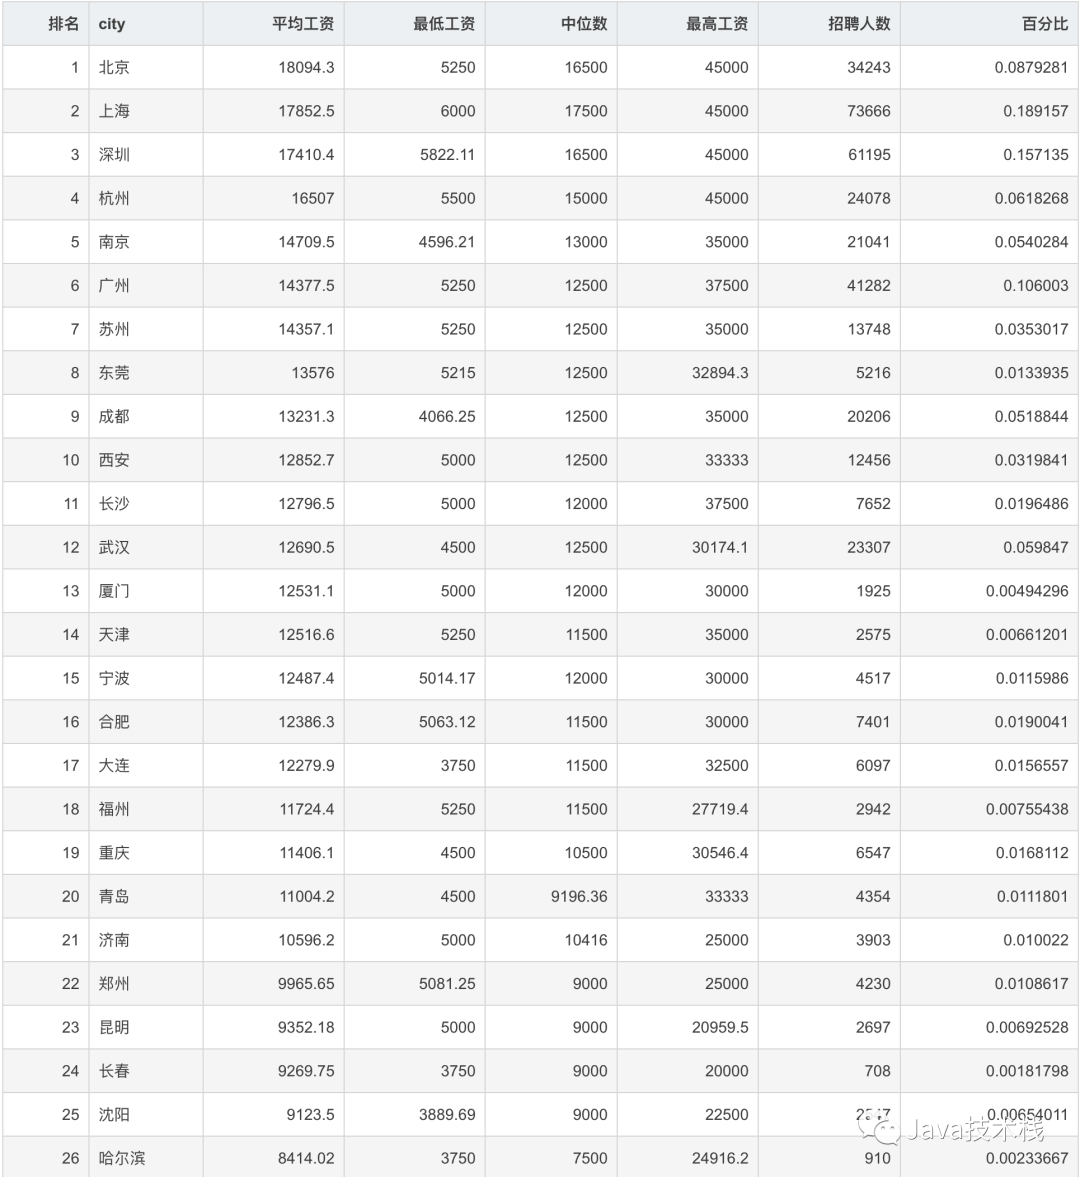 排名 city 平均工资 最低工资 中位数 最高工资 招聘人数 百分比
1 北京 18094.3 5250 16500 45000 34243 0.0879281
2 上海 17852.5 6000 17500 45000 73666 0.189157
3 深圳 17410.4 5822.11 16500 45000 61195 0.157135
4 杭州 16507 5500 15000 45000 24078 0.0618268
5 南京 14709.5 4596.21 13000 35000 21041 0.0540284
6 广州 14377.5 5250 12500 37500 41282 0.106003
7 苏州 14357.1 5250 12500 35000 13748 0.0353017
8 东莞 13576 5215 12500 32894.3 5216 0.0133935
9 成都 13231.3 4066.25 12500 35000 20206 0.0518844
10 西安 12852.7 5000 12500 33333 12456 0.0319841
11 长沙 12796.5 5000 12000 37500 7652 0.0196486
12 武汉 12690.5 4500 12500 30174.1 23307 0.059847
13 厦门 12531.1 5000 12000 30000 1925 0.00494296
14 天津 12516.6 5250 11500 35000 2575 0.00661201
15 宁波 12487.4 5014.17 12000 30000 4517 0.0115986
16 合肥 12386.3 5063.12 11500 30000 7401 0.0190041
17 大连 12279.9 3750 11500 32500 6097 0.0156557
18 福州 11724.4 5250 11500 27719.4 2942 0.00755438
19 重庆 11406.1 4500 10500 30546.4 6547 0.0168112
20 青岛 11004.2 4500 9196.36 33333 4354 0.0111801
21 济南 10596.2 5000 10416 25000 3903 0.010022
22 郑州 9965.65 5081.25 9000 25000 4230 0.0108617
23 昆明 9352.18 5000 9000 20959.5 2697 0.00692528
24 长春 9269.75 3750 9000 20000 708 0.00181798
25 沈阳 9123.5 3889.69 9000 22500 0.00654011
Java技术栈
26 哈尔滨 8414.02 3750 7500 24916.2 910 0.00233667